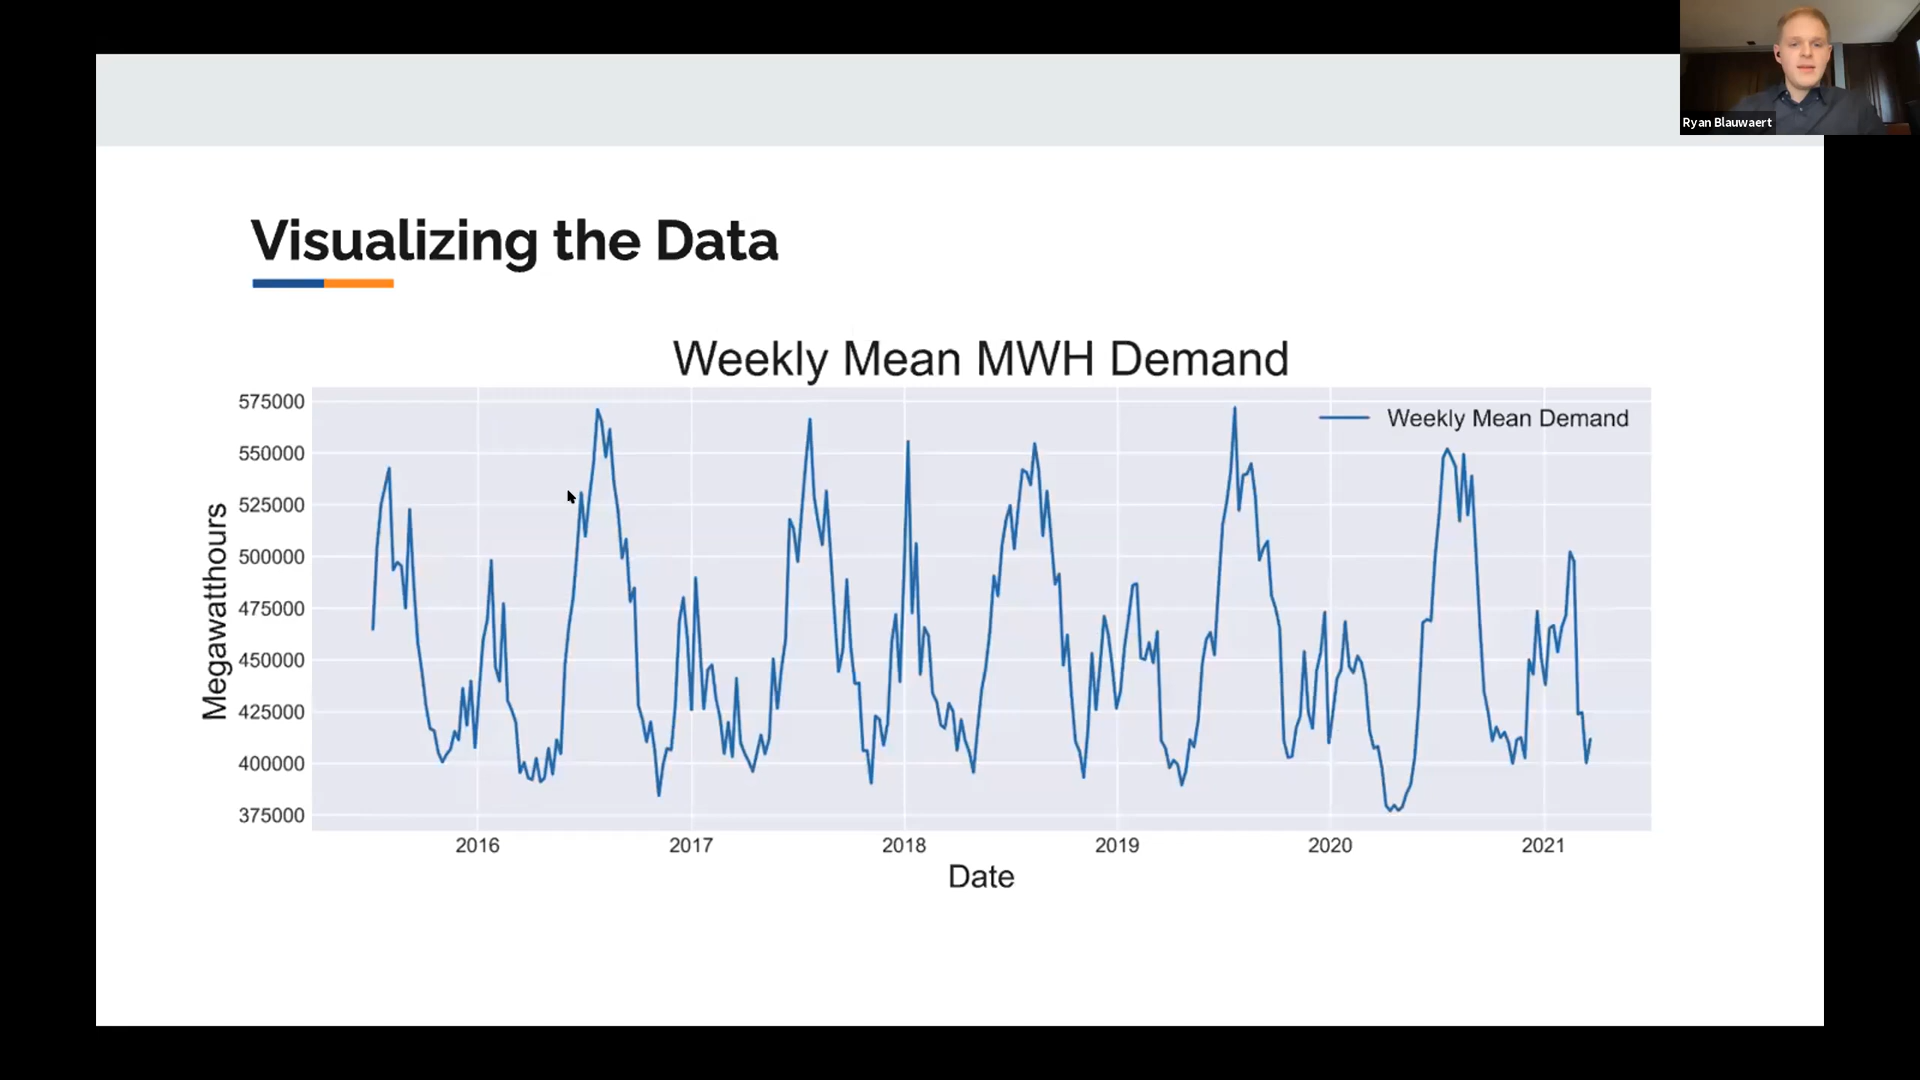 Ryan Blauwaert
Visualizing the Data
Weekly Mean MWH Demand
Weekly Mean Demand
575000
550000
525000
500000
475000
450000
425000
400000
375000
Megawatthours
2016
2017
2018
2019
2020
2021
Date